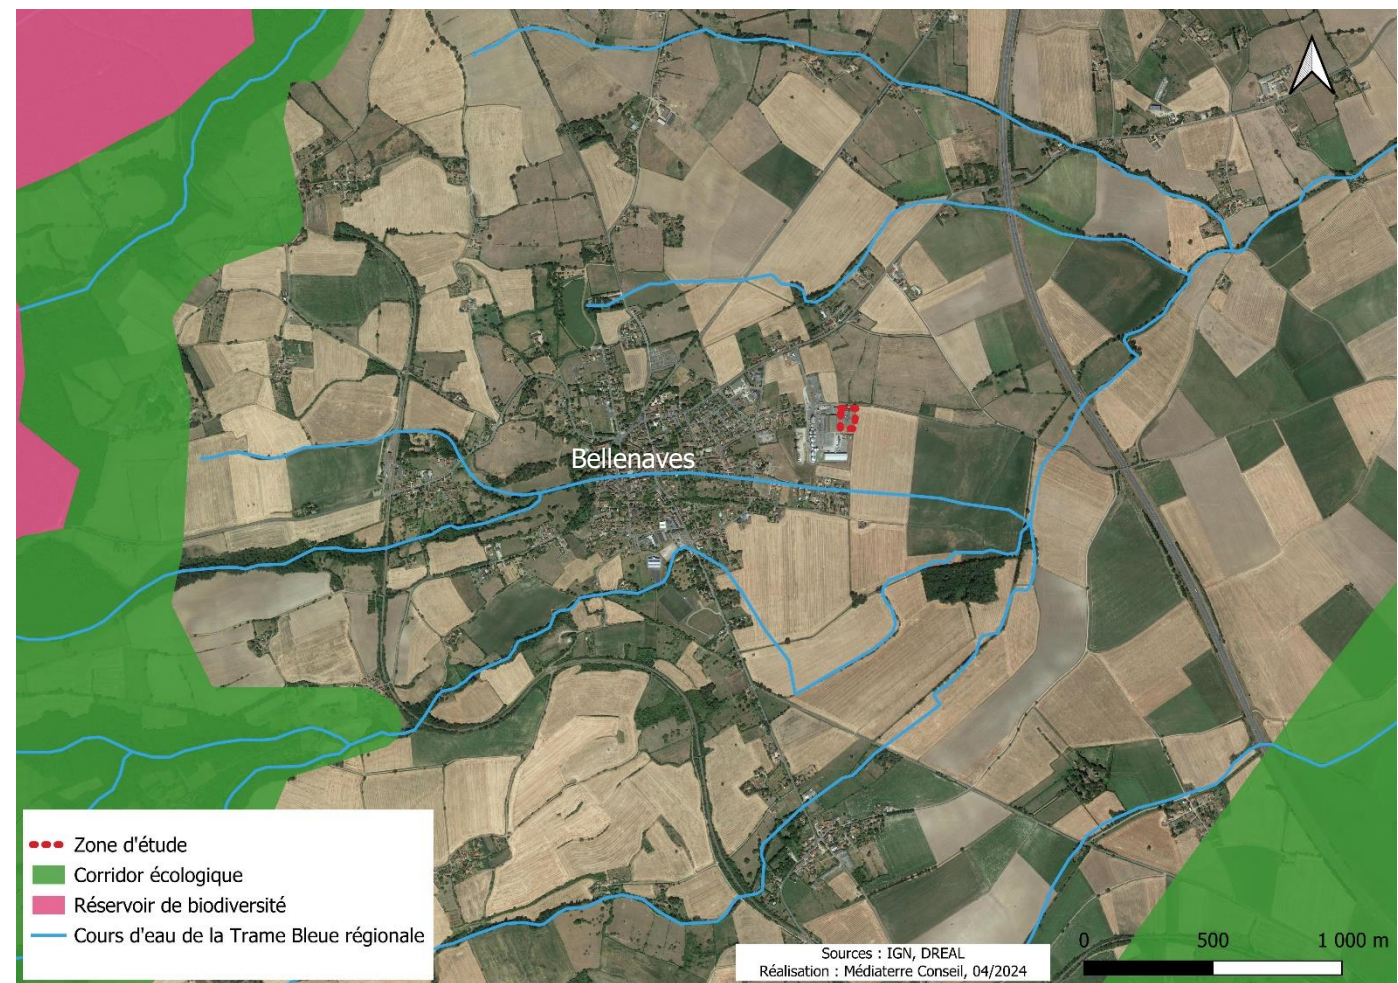 Bellenaves
Zone d'étude
Corridor écologique
Réservoir de biodiversité
Cours d'eau de la Trame Bleue régionale
Sources : IGN, DREAL
Réalisation : Médiaterre Conseil, 04/2024
0 500 1 000 m